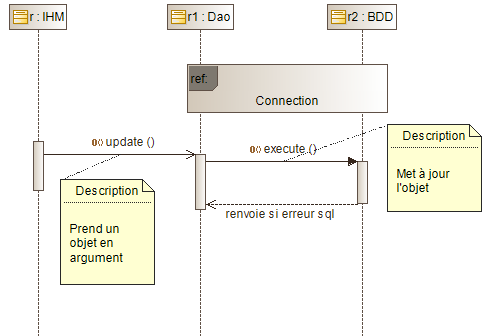 r : IHM
r1 : Dao
r2 : BDD
ref:
Connection
update ()
execute ()
Description
Met à jour
l'objet
Description
Prend un
objet en
argument
renvoie si erreur sql